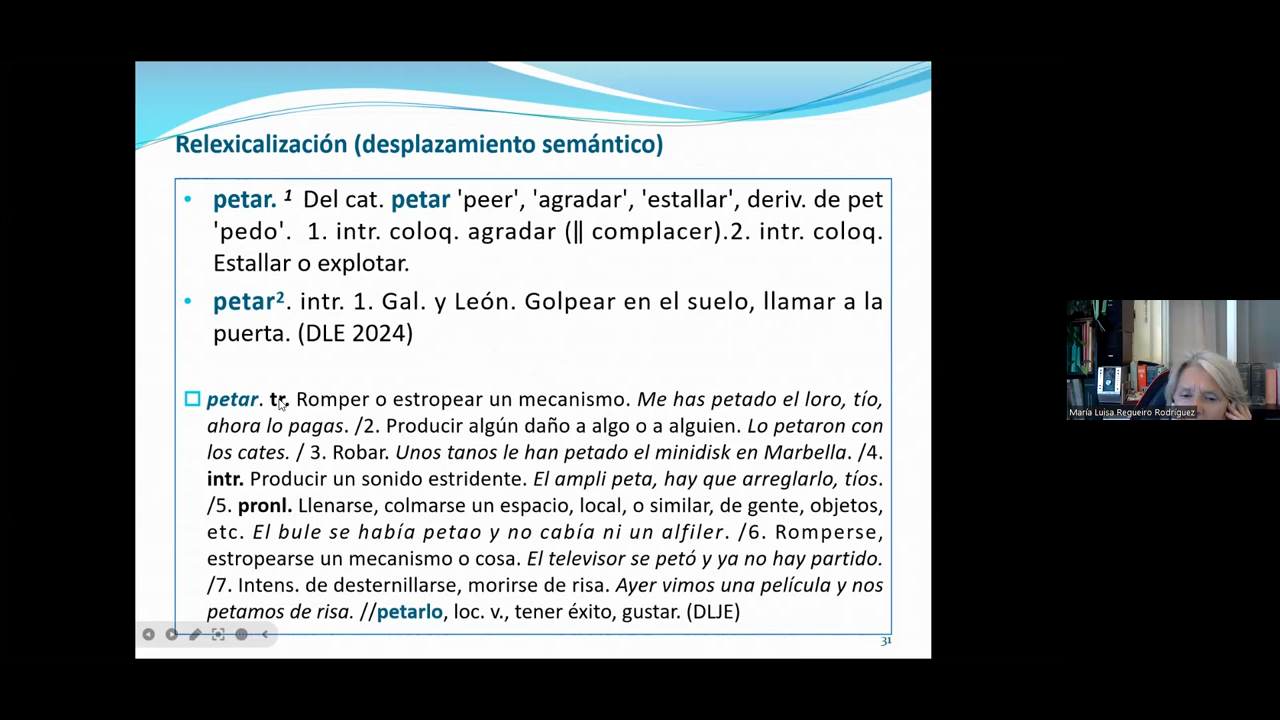 Relexicalización (desplazamiento semántico)
• petar. ¹ Del cat. petar 'peer', 'agradar', 'estallar', deriv. de pet
'pedo'. 1. intr. coloq. agradar (‖ complacer).2. intr. coloq.
Estallar o explotar.
• petar². intr. 1. Gal. y León. Golpear en el suelo, llamar a la
puerta. (DLE 2024)
petar. tr. Romper o estropear un mecanismo. Me has petado el loro, tío,
ahora lo pagas. /2. Producir algún daño a algo o a alguien. Lo petaron con
los cates. / 3. Robar. Unos tanos le han petado el minidisk en Marbella. /4.
intr. Producir un sonido estridente. El ampli peta, hay que arreglarlo, tíos.
/5. pronl. Llenarse, colmarse un espacio, local, o similar, de gente, objetos,
etc. El bule se había petao y no cabía ni un alfiler. /6. Romperse,
estropearse un mecanismo o cosa. El televisor se petó y ya no hay partido.
/7. Intens. de desternillarse, morirse de risa. Ayer vimos una película y nos
petamos de risa. //petarlo, loc. v., tener éxito, gustar. (DLJE)
31
María Luisa Regueiro Rodríguez